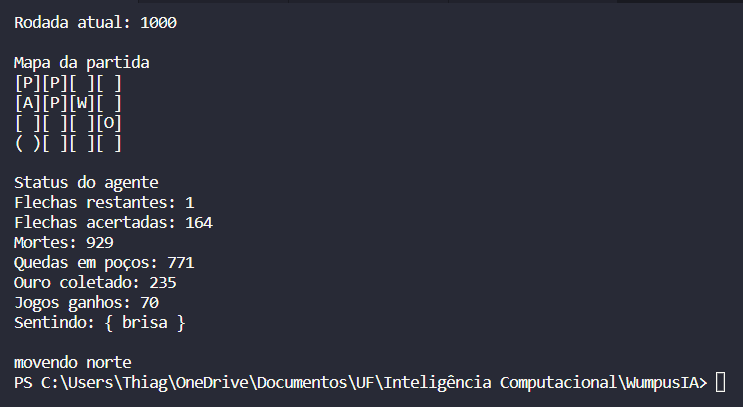 Rodada atual: 1000
Mapa da partida
[P][P][ ][ ]
[A][P][W][ ]
[ ][ ][ ][O]
( )[ ][ ][ ]
Status do agente
Flechas restantes: 1
Flechas acertadas: 164
Mortes: 929
Quedas em poços: 771
Ouro coletado: 235
Jogos ganhos: 70
Sentindo: { brisa }
movendo norte
PS C:\Users\Thiag\OneDrive\Documentos\UF\Inteligência Computacional\WumpusIA>